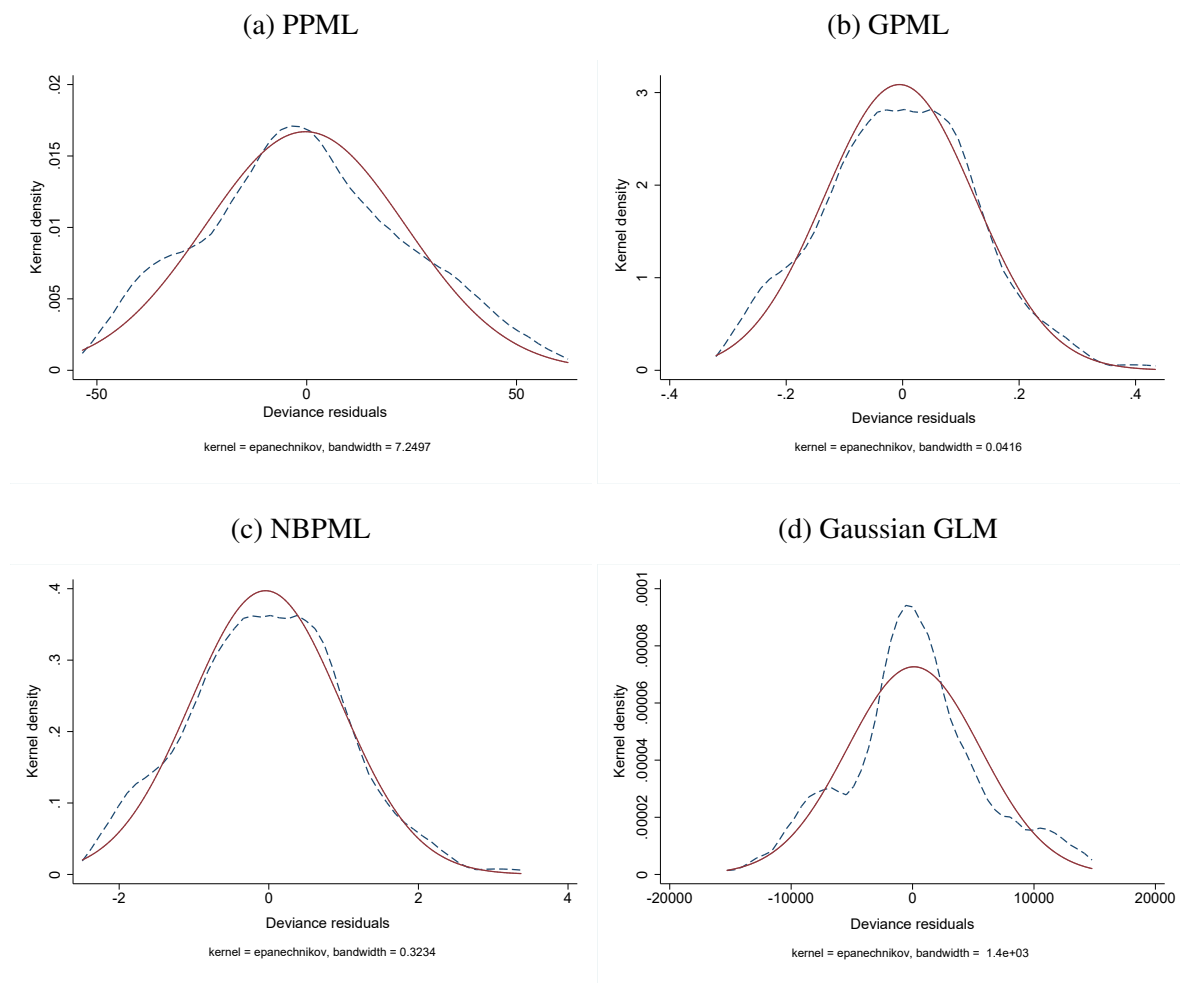 (a) PPML
Kernel density
0 .005 .01 .015 .02
-50 0 50
Deviance residuals
kernel = epanechnikov, bandwidth = 7.2497
(b) GPML
Kernel density
0 1 2 3
-.4 -.2 0 .2 .4
Deviance residuals
kernel = epanechnikov, bandwidth = 0.0416
(c) NBPML
Kernel density
0 .1 .2 .3 .4
-2 0 2 4
Deviance residuals
kernel = epanechnikov, bandwidth = 0.3234
(d) Gaussian GLM
Kernel density
0 .00002 .00004 .00006 .00008 .0001
-20000 -10000 0 10000 20000
Deviance residuals
kernel = epanechnikov, bandwidth = 1.4e+03